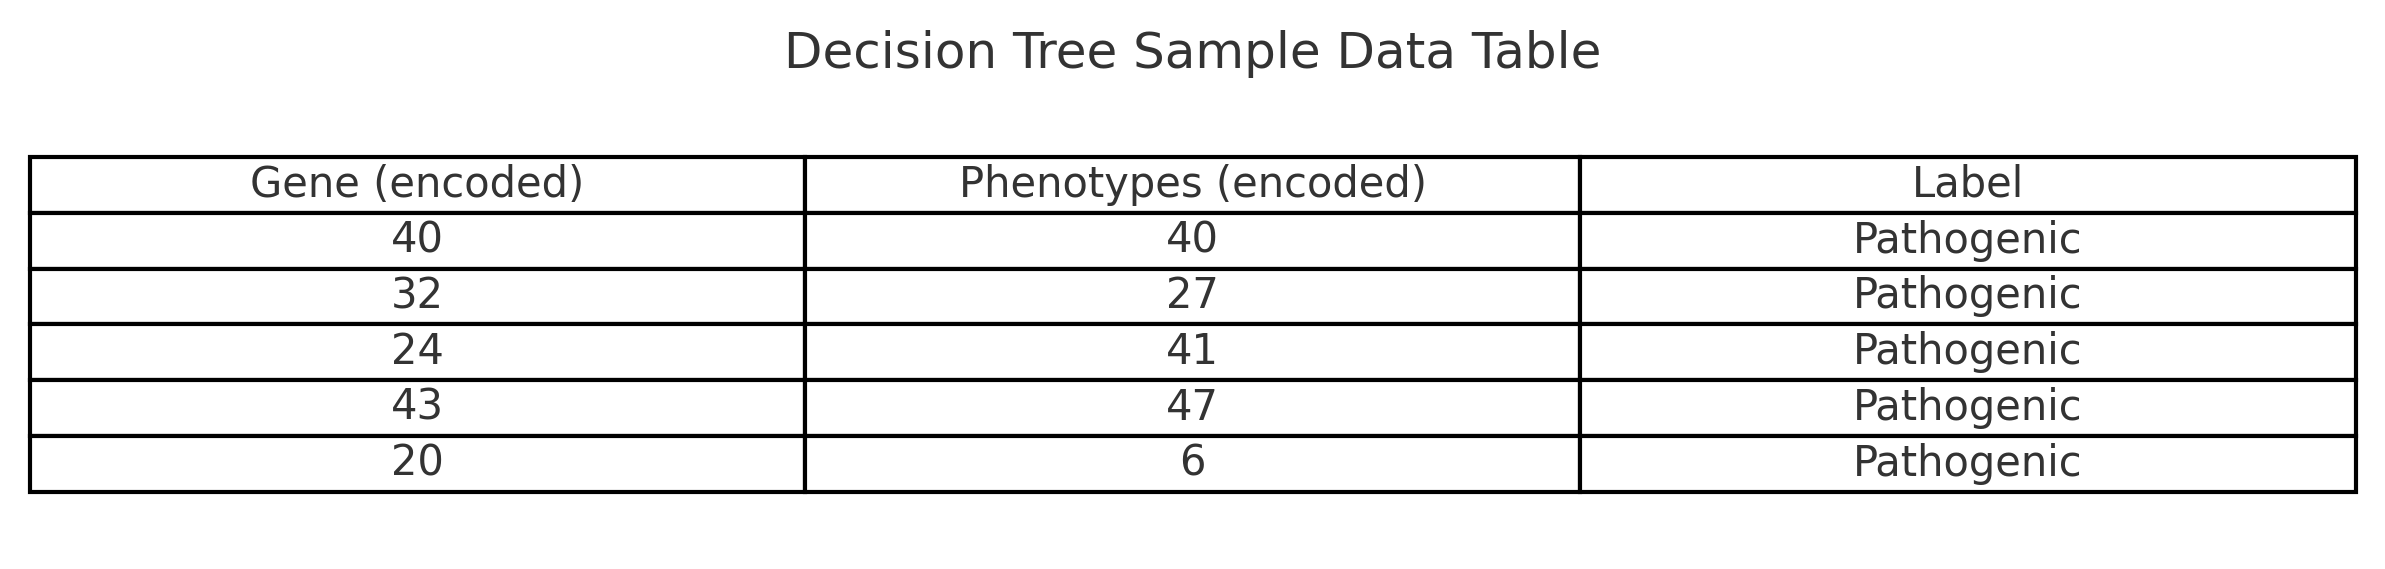 Decision Tree Sample Data Table
Gene (encoded) Phenotypes (encoded) Label
40 40 Pathogenic
32 27 Pathogenic
24 41 Pathogenic
43 47 Pathogenic
20 6 Pathogenic